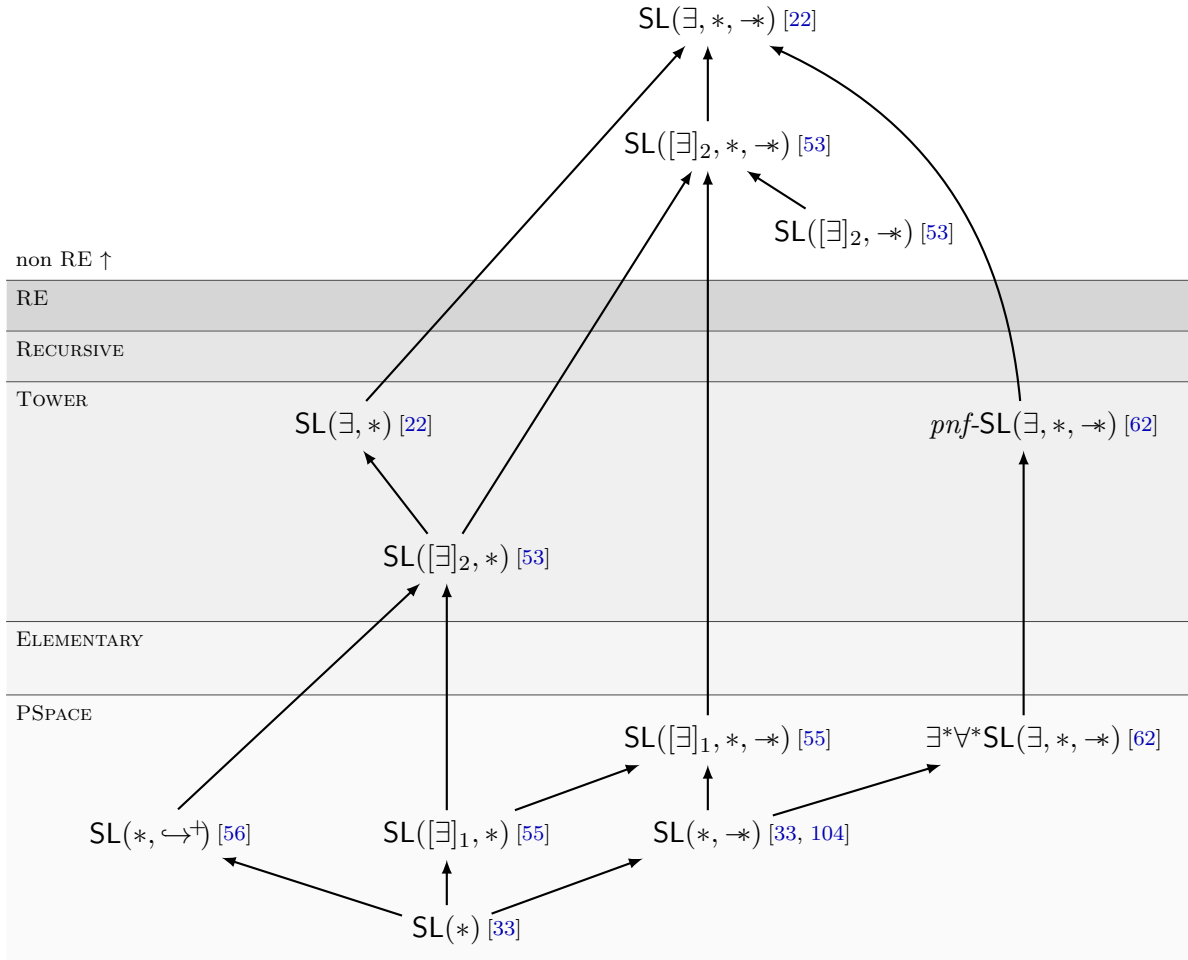 SL(∃, ∗, −∗) [22]
SL([∃]₂, ∗, −∗) [53]
SL([∃]₂, −∗) [53]
non RE ↑
RE
RECURSIVE
TOWER
SL(∃, ∗) [22]
pnf-SL(∃, ∗, −∗) [62]
SL([∃]₂, ∗) [53]
ELEMENTARY
PSPACE
SL([∃]₁, ∗, −∗) [55]
∃*∀*SL(∃, ∗, −∗) [62]
SL(∗, ↪⁺) [56]
SL([∃]₁, ∗) [55]
SL(∗, −∗) [33, 104]
SL(∗) [33]